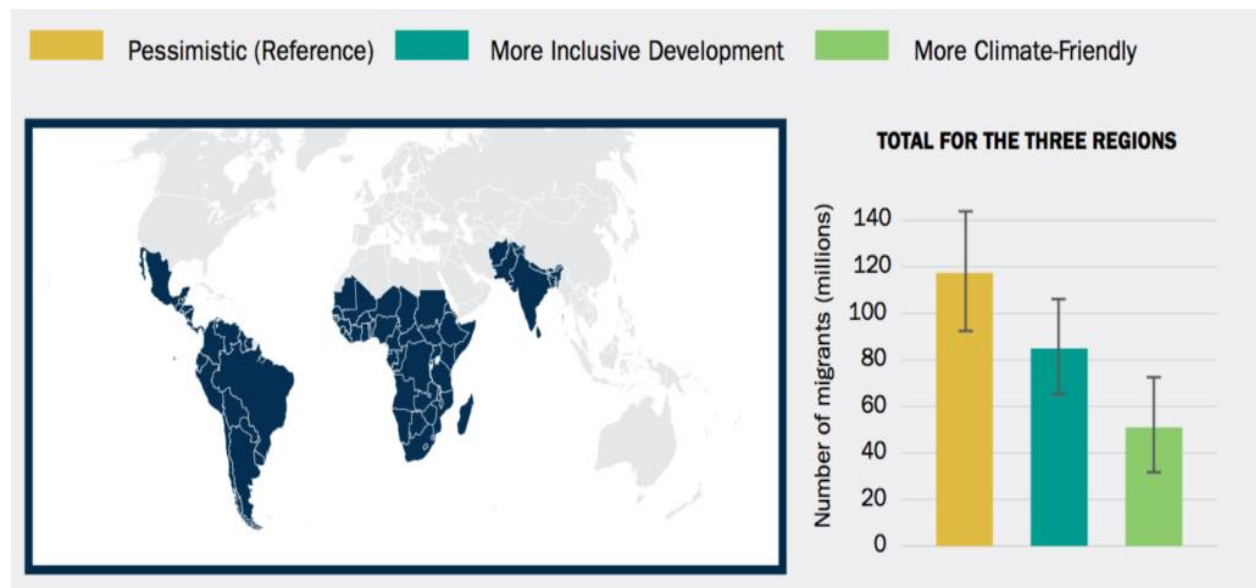 Pessimistic (Reference)
More Inclusive Development
More Climate-Friendly
TOTAL FOR THE THREE REGIONS
Number of migrants (millions)
140
120
100
80
60
40
20
0